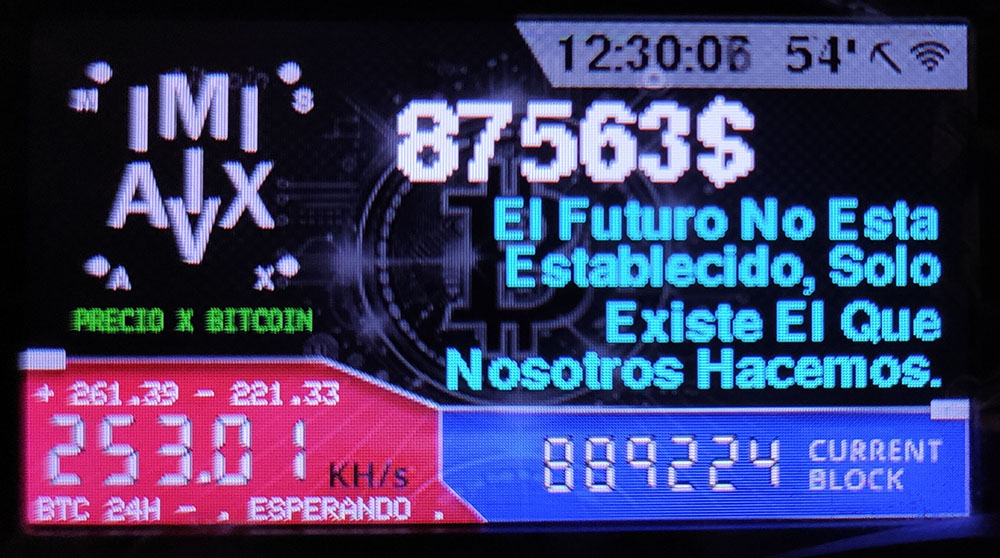 12:30:06 54'
IMI
AVX
N 8
A X
87563$
El Futuro No Esta
Establecido, Solo
Existe El Que
Nosotros Hacemos.
PRECIO X BITCOIN
+ 261.39 - 221.33
253.01 KH/s
BTC 24H - . ESPERANDO .
889224 CURRENT
BLOCK